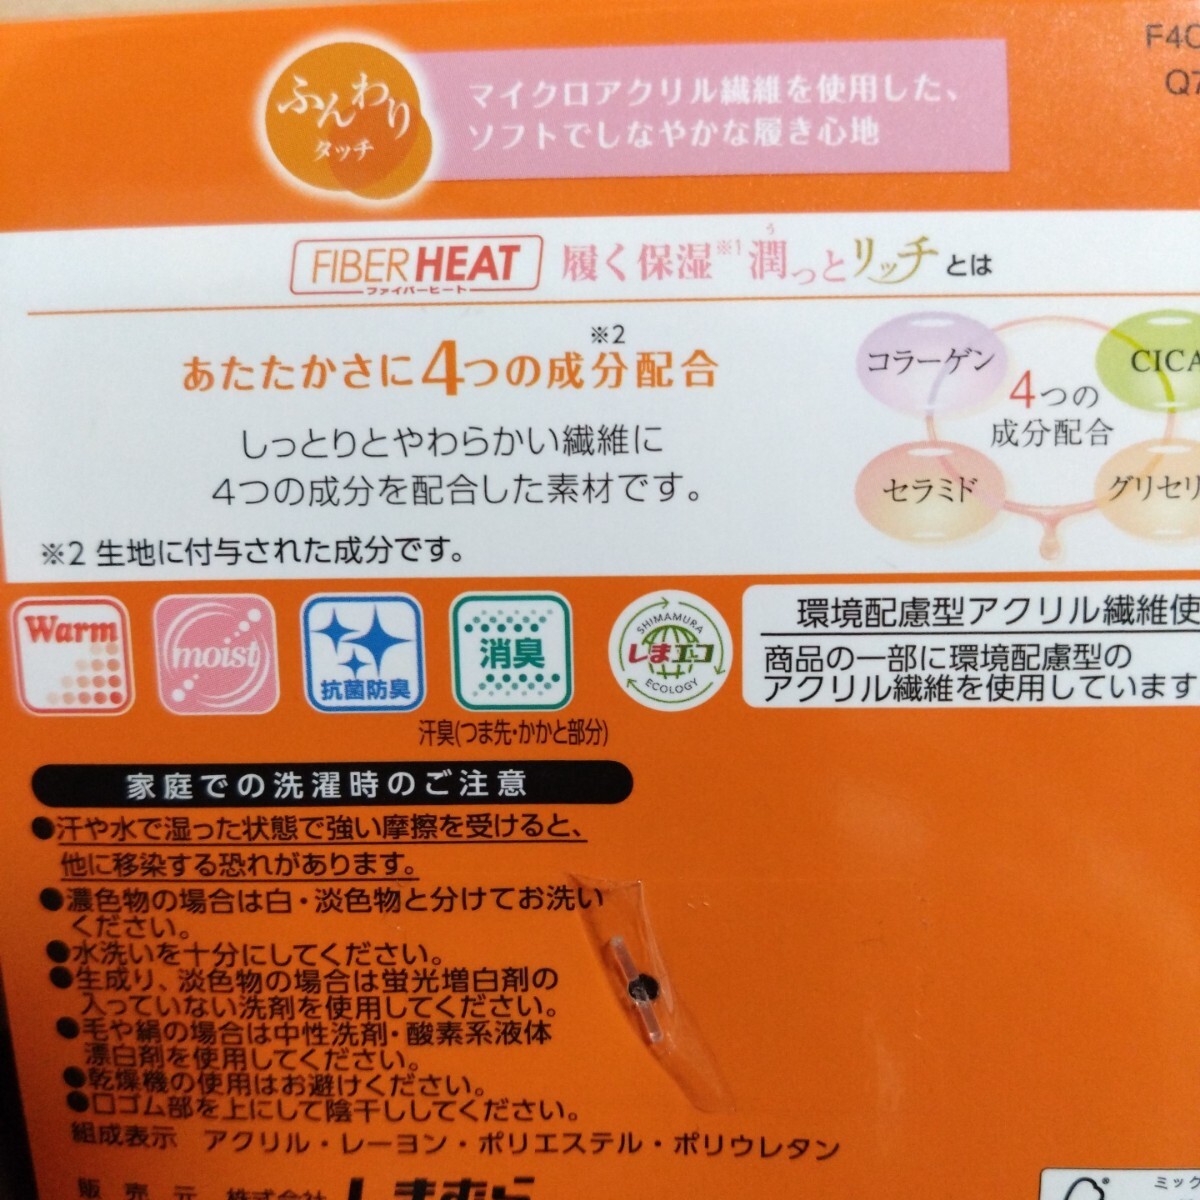 F4C
Q7
ふんわり
タッチ
マイクロアクリル繊維を使用した、
ソフトでしなやかな履き心地
FIBER HEAT
ファイバーヒート
履く保湿※1潤っとリッチとは
う
あたたかさに4つの成分配合※2
しっとりとやわらかい繊維に
4つの成分を配合した素材です。
※2 生地に付与された成分です。
コラーゲン
CICA
4つの
成分配合
セラミド
グリセリ
Warm
moist
抗菌防臭
消臭
汗臭(つま先・かかと部分)
SHIMAMURA
しまエコ
ECOLOGY
環境配慮型アクリル繊維使
商品の一部に環境配慮型の
アクリル繊維を使用しています
家庭での洗濯時のご注意
●汗や水で湿った状態で強い摩擦を受けると、
他に移染する恐れがあります。
●濃色物の場合は白・淡色物と分けてお洗い
ください。
●水洗いを十分にしてください。
●生成り、淡色物の場合は蛍光増白剤の
入っていない洗剤を使用してください。
●毛や絹の場合は中性洗剤・酸素系液体
漂白剤を使用してください。
●乾燥機の使用はお避けください。
●口ゴム部を上にして陰干ししてください。
組成表示 アクリル・レーヨン・ポリエステル・ポリウレタン
販売元 株式会社 しまむら
ミック